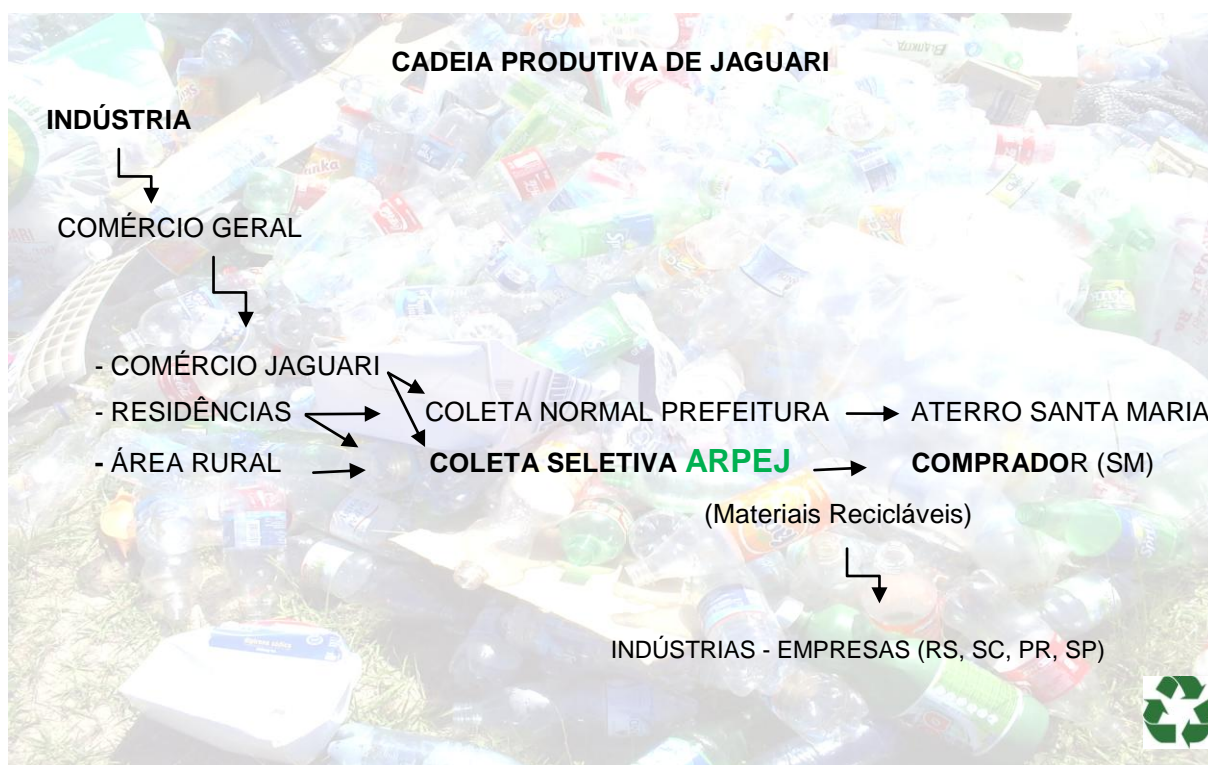 CADEIA PRODUTIVA DE JAGUARI
INDÚSTRIA
COMÉRCIO GERAL
- COMÉRCIO JAGUARI
- RESIDÊNCIAS COLETA NORMAL PREFEITURA ATERRO SANTA MARIA
- ÁREA RURAL COLETA SELETIVA ARPEJ COMPRADOR (SM)
(Materiais Recicláveis)
INDÚSTRIAS - EMPRESAS (RS, SC, PR, SP)